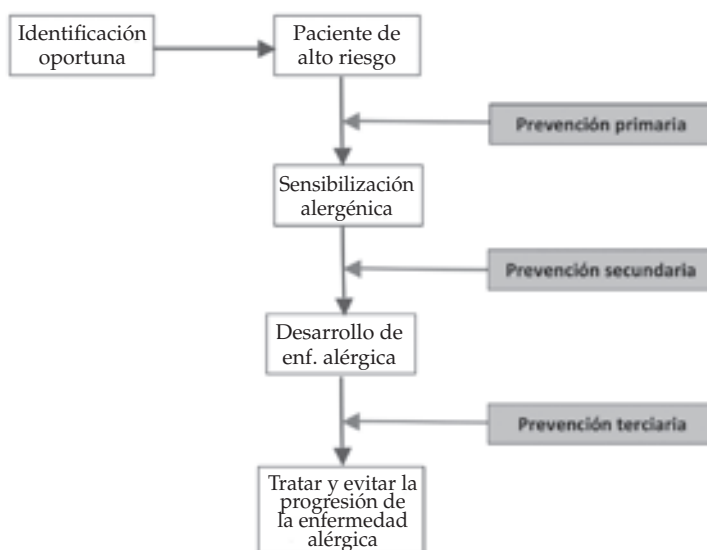 Identificación
oportuna
Paciente de
alto riesgo
Prevención primaria
Sensibilización
alergénica
Prevención secundaria
Desarrollo de
enf. alérgica
Prevención terciaria
Tratar y evitar la
progresión de
la enfermedad
alérgica